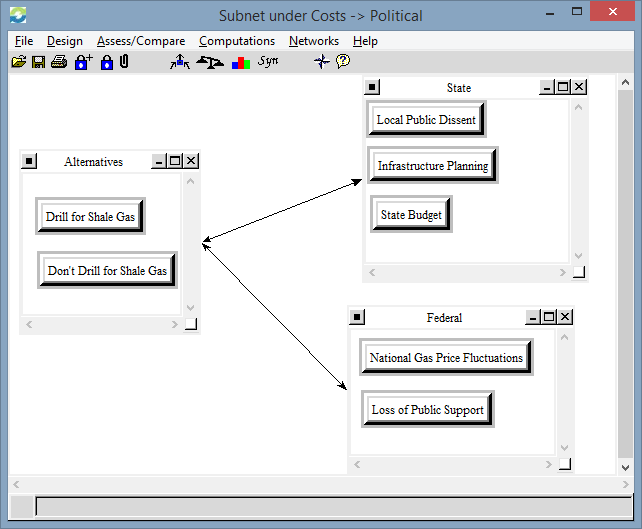 Subnet under Costs -> Political
File Design Assess/Compare Computations Networks Help
Syn
State
Local Public Dissent
Infrastructure Planning
State Budget
Alternatives
Drill for Shale Gas
Don't Drill for Shale Gas
Federal
National Gas Price Fluctuations
Loss of Public Support